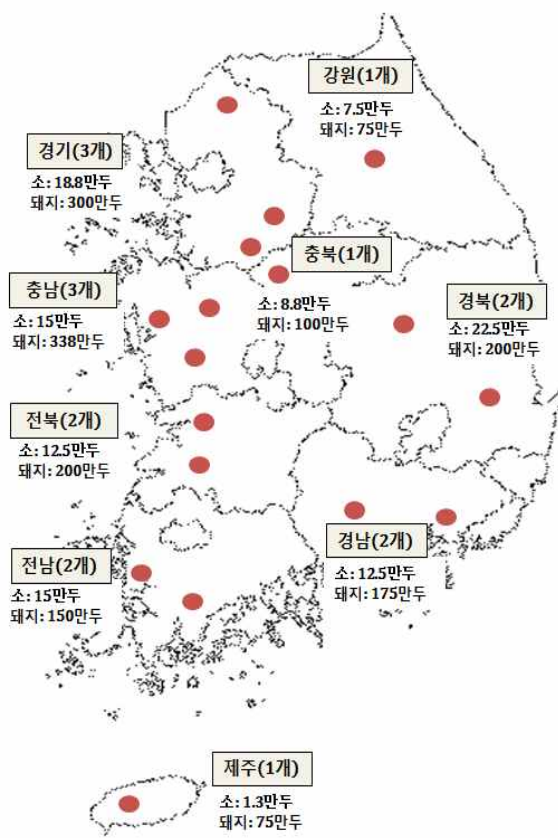 강원(1개)
소: 7.5만두
돼지: 75만두
경기(3개)
소: 18.8만두
돼지: 300만두
충북(1개)
소: 8.8만두
돼지: 100만두
충남(3개)
소: 15만두
돼지: 338만두
경북(2개)
소: 22.5만두
돼지: 200만두
전북(2개)
소: 12.5만두
돼지: 200만두
경남(2개)
소: 12.5만두
돼지: 175만두
전남(2개)
소: 15만두
돼지: 150만두
제주(1개)
소: 1.3만두
돼지: 75만두